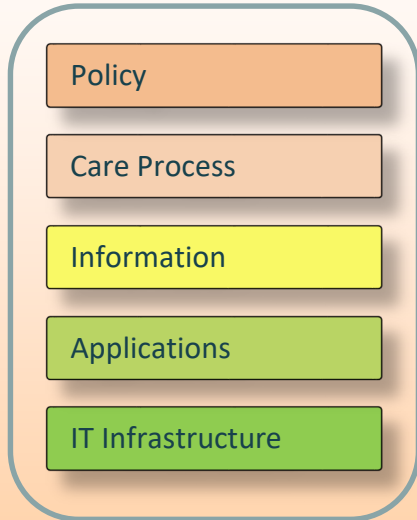 Policy
Care Process
Information
Applications
IT Infrastructure